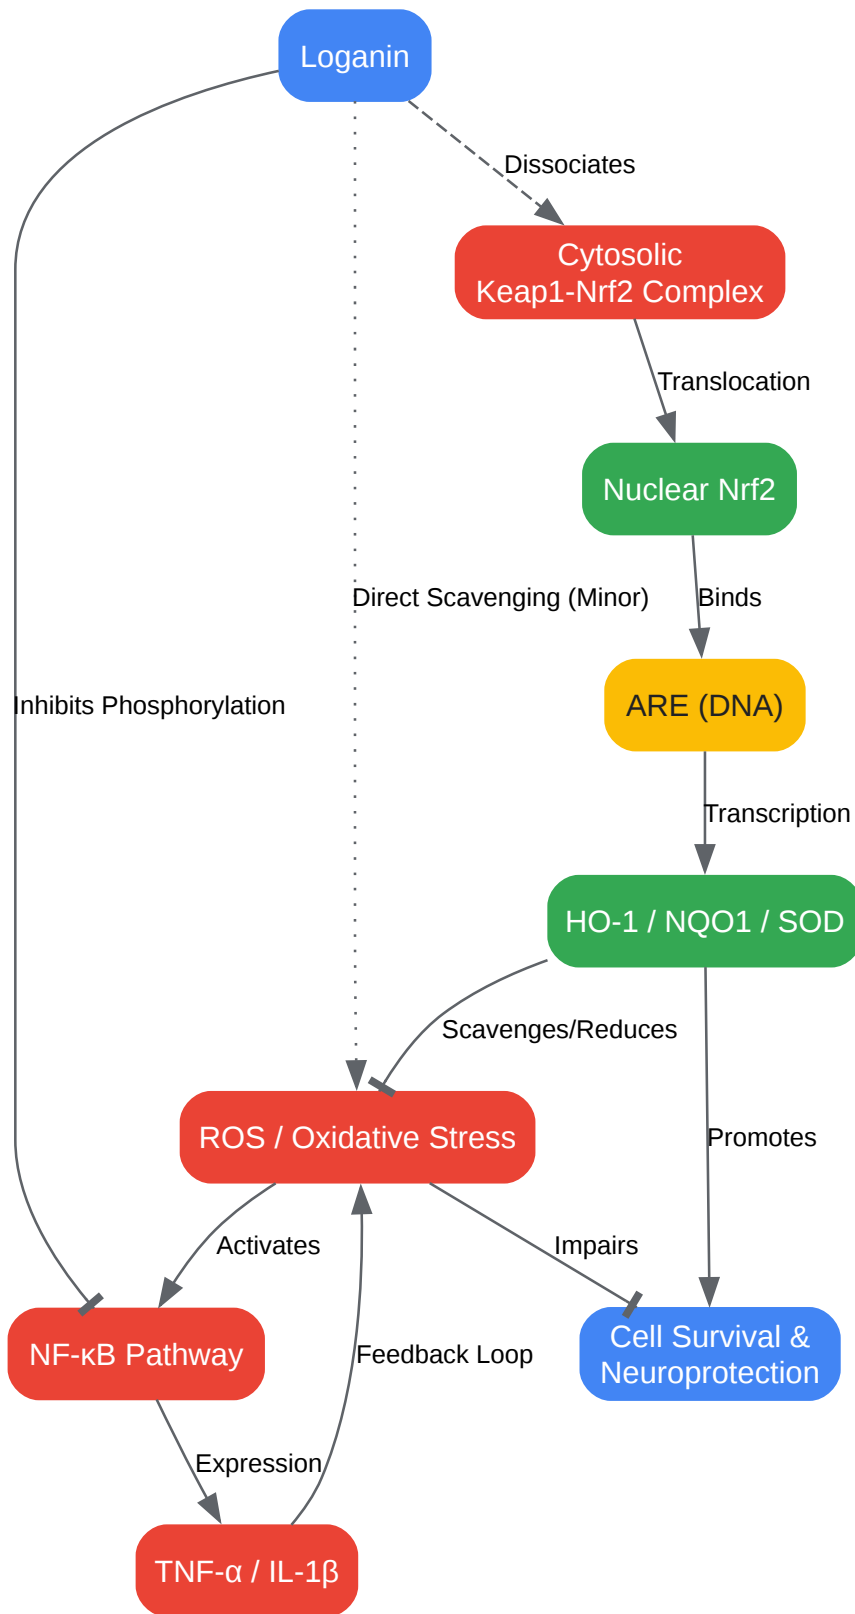 Loganin
Dissociates
Cytosolic
Keap1-Nrf2 Complex
Translocation
Nuclear Nrf2
Direct Scavenging (Minor)
Binds
Inhibits Phosphorylation
ARE (DNA)
Transcription
HO-1 / NQO1 / SOD
Scavenges/Reduces
ROS / Oxidative Stress
Promotes
Activates
Impairs
NF-κB Pathway
Feedback Loop
Cell Survival &
Neuroprotection
Expression
TNF-α / IL-1β